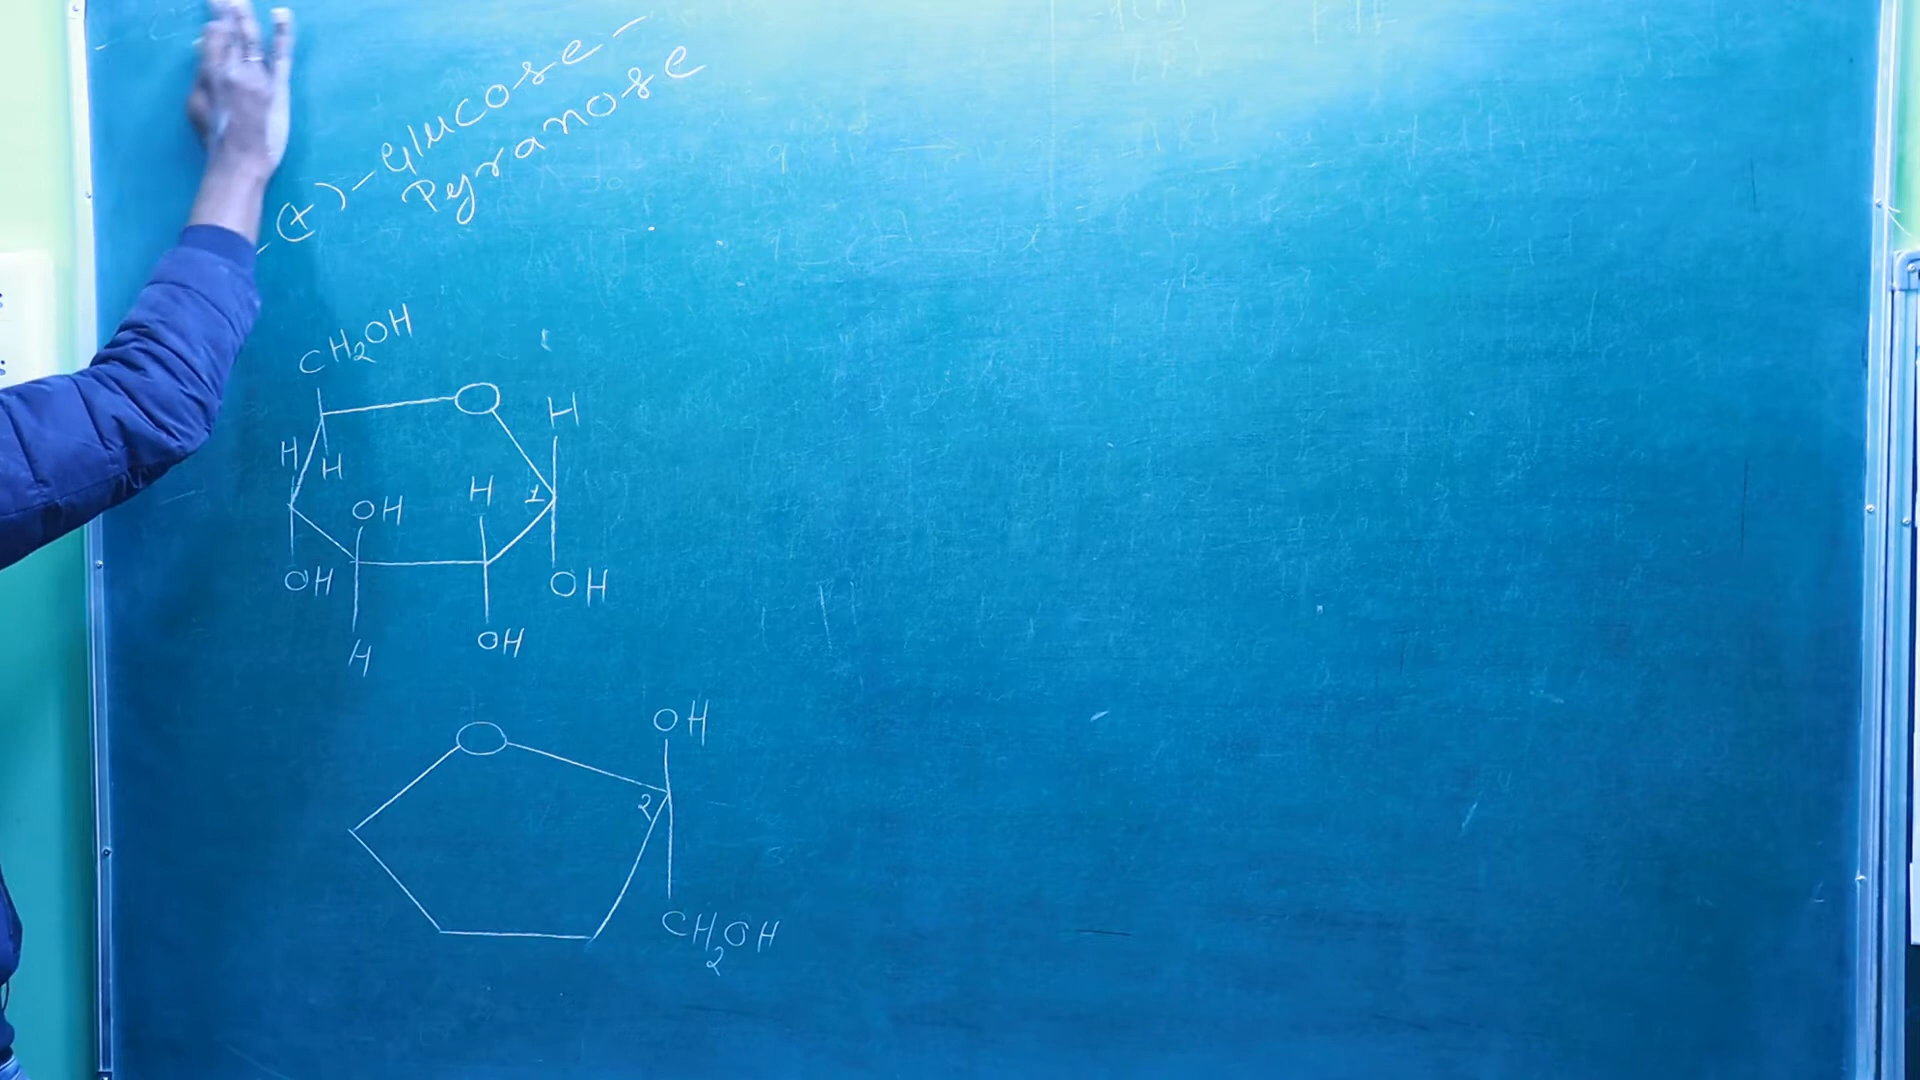 -(+)-Glucose-
Pyranose
CH2OH
O
H
H
H
OH
H
1
OH
OH
H
OH
O
OH
2
CH2OH